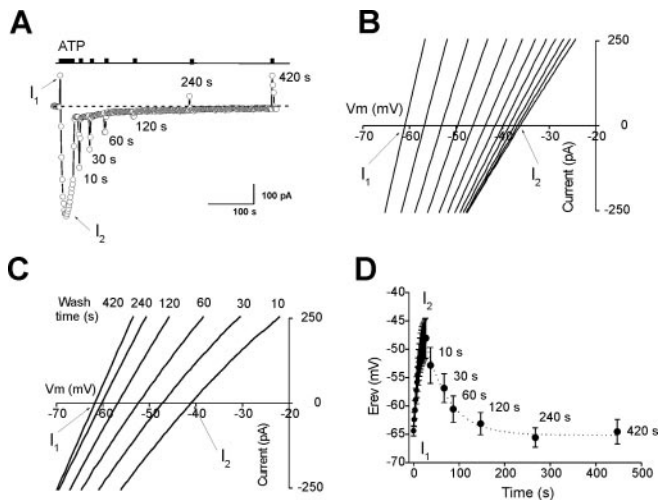 A
ATP
I1
240 s
420 s
120 s
60 s
30 s
10 s
I2
100 pA
100 s
B
250
Vm (mV)
0
-70 -60 -50 -40 -30 -20
I1
I2
Current (pA)
-250
C
Wash time (s) 420 240 120 60 30 10
250
Vm (mV)
0
-70 -60 -50 -40 -30 -20
I1
I2
Current (pA)
-250
D
-40
-45
-50
-55
-60
-65
-70
Erev (mV)
I2
10 s
30 s
60 s
120 s
240 s
420 s
I1
0 100 200 300 400 500
Time (s)